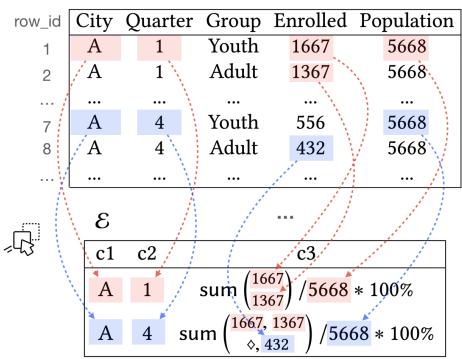 row_id City Quarter Group Enrolled Population
1 A 1 Youth 1667 5668
2 A 1 Adult 1367 5668
... ... ... ... ... ...
7 A 4 Youth 556 5668
8 A 4 Adult 432 5668
... ... ... ... ... ...
ℰ ...
c1 c2 c3
A 1 sum (1667
1367) /5668 * 100%
A 4 sum (1667, 1367
◊, 432) /5668 * 100%